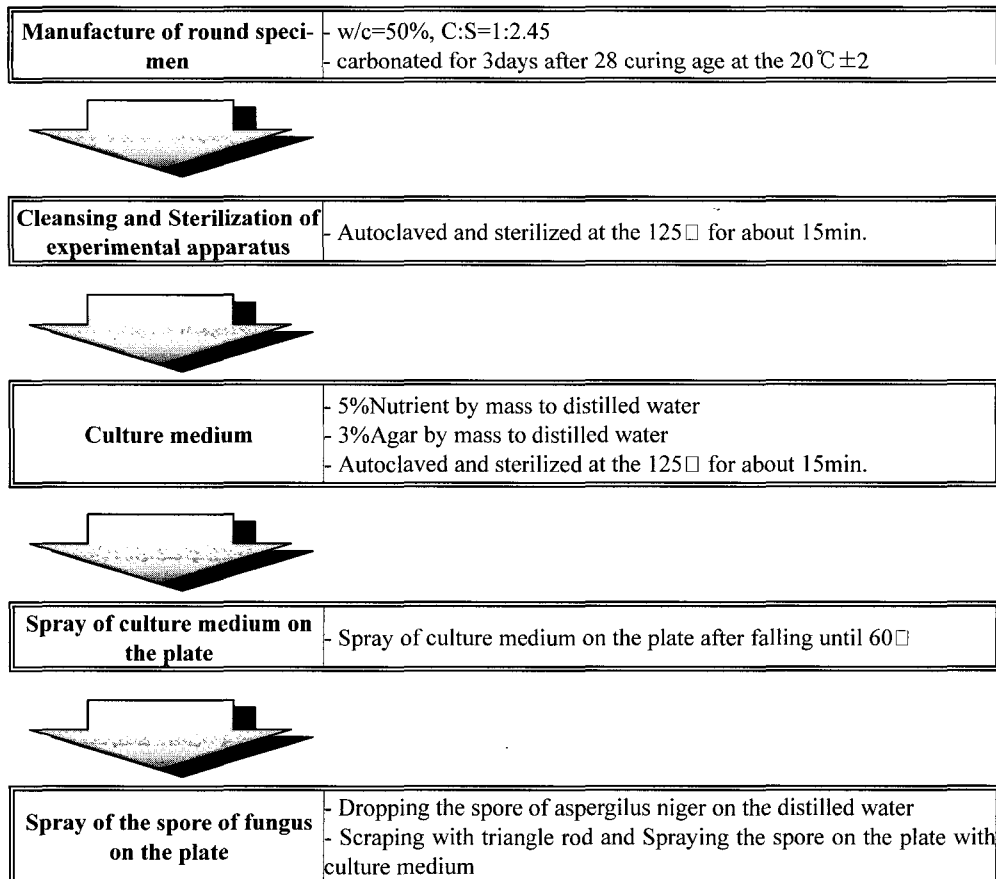 Manufacture of round speci-
men
- w/c=50%, C:S=1:2.45
- carbonated for 3days after 28 curing age at the 20℃±2
Cleansing and Sterilization of
experimental apparatus
- Autoclaved and sterilized at the 125□ for about 15min.
Culture medium
- 5%Nutrient by mass to distilled water
- 3%Agar by mass to distilled water
- Autoclaved and sterilized at the 125□ for about 15min.
Spray of culture medium on
the plate
- Spray of culture medium on the plate after falling until 60□
Spray of the spore of fungus
on the plate
- Dropping the spore of aspergilus niger on the distilled water
- Scraping with triangle rod and Spraying the spore on the plate with
culture medium